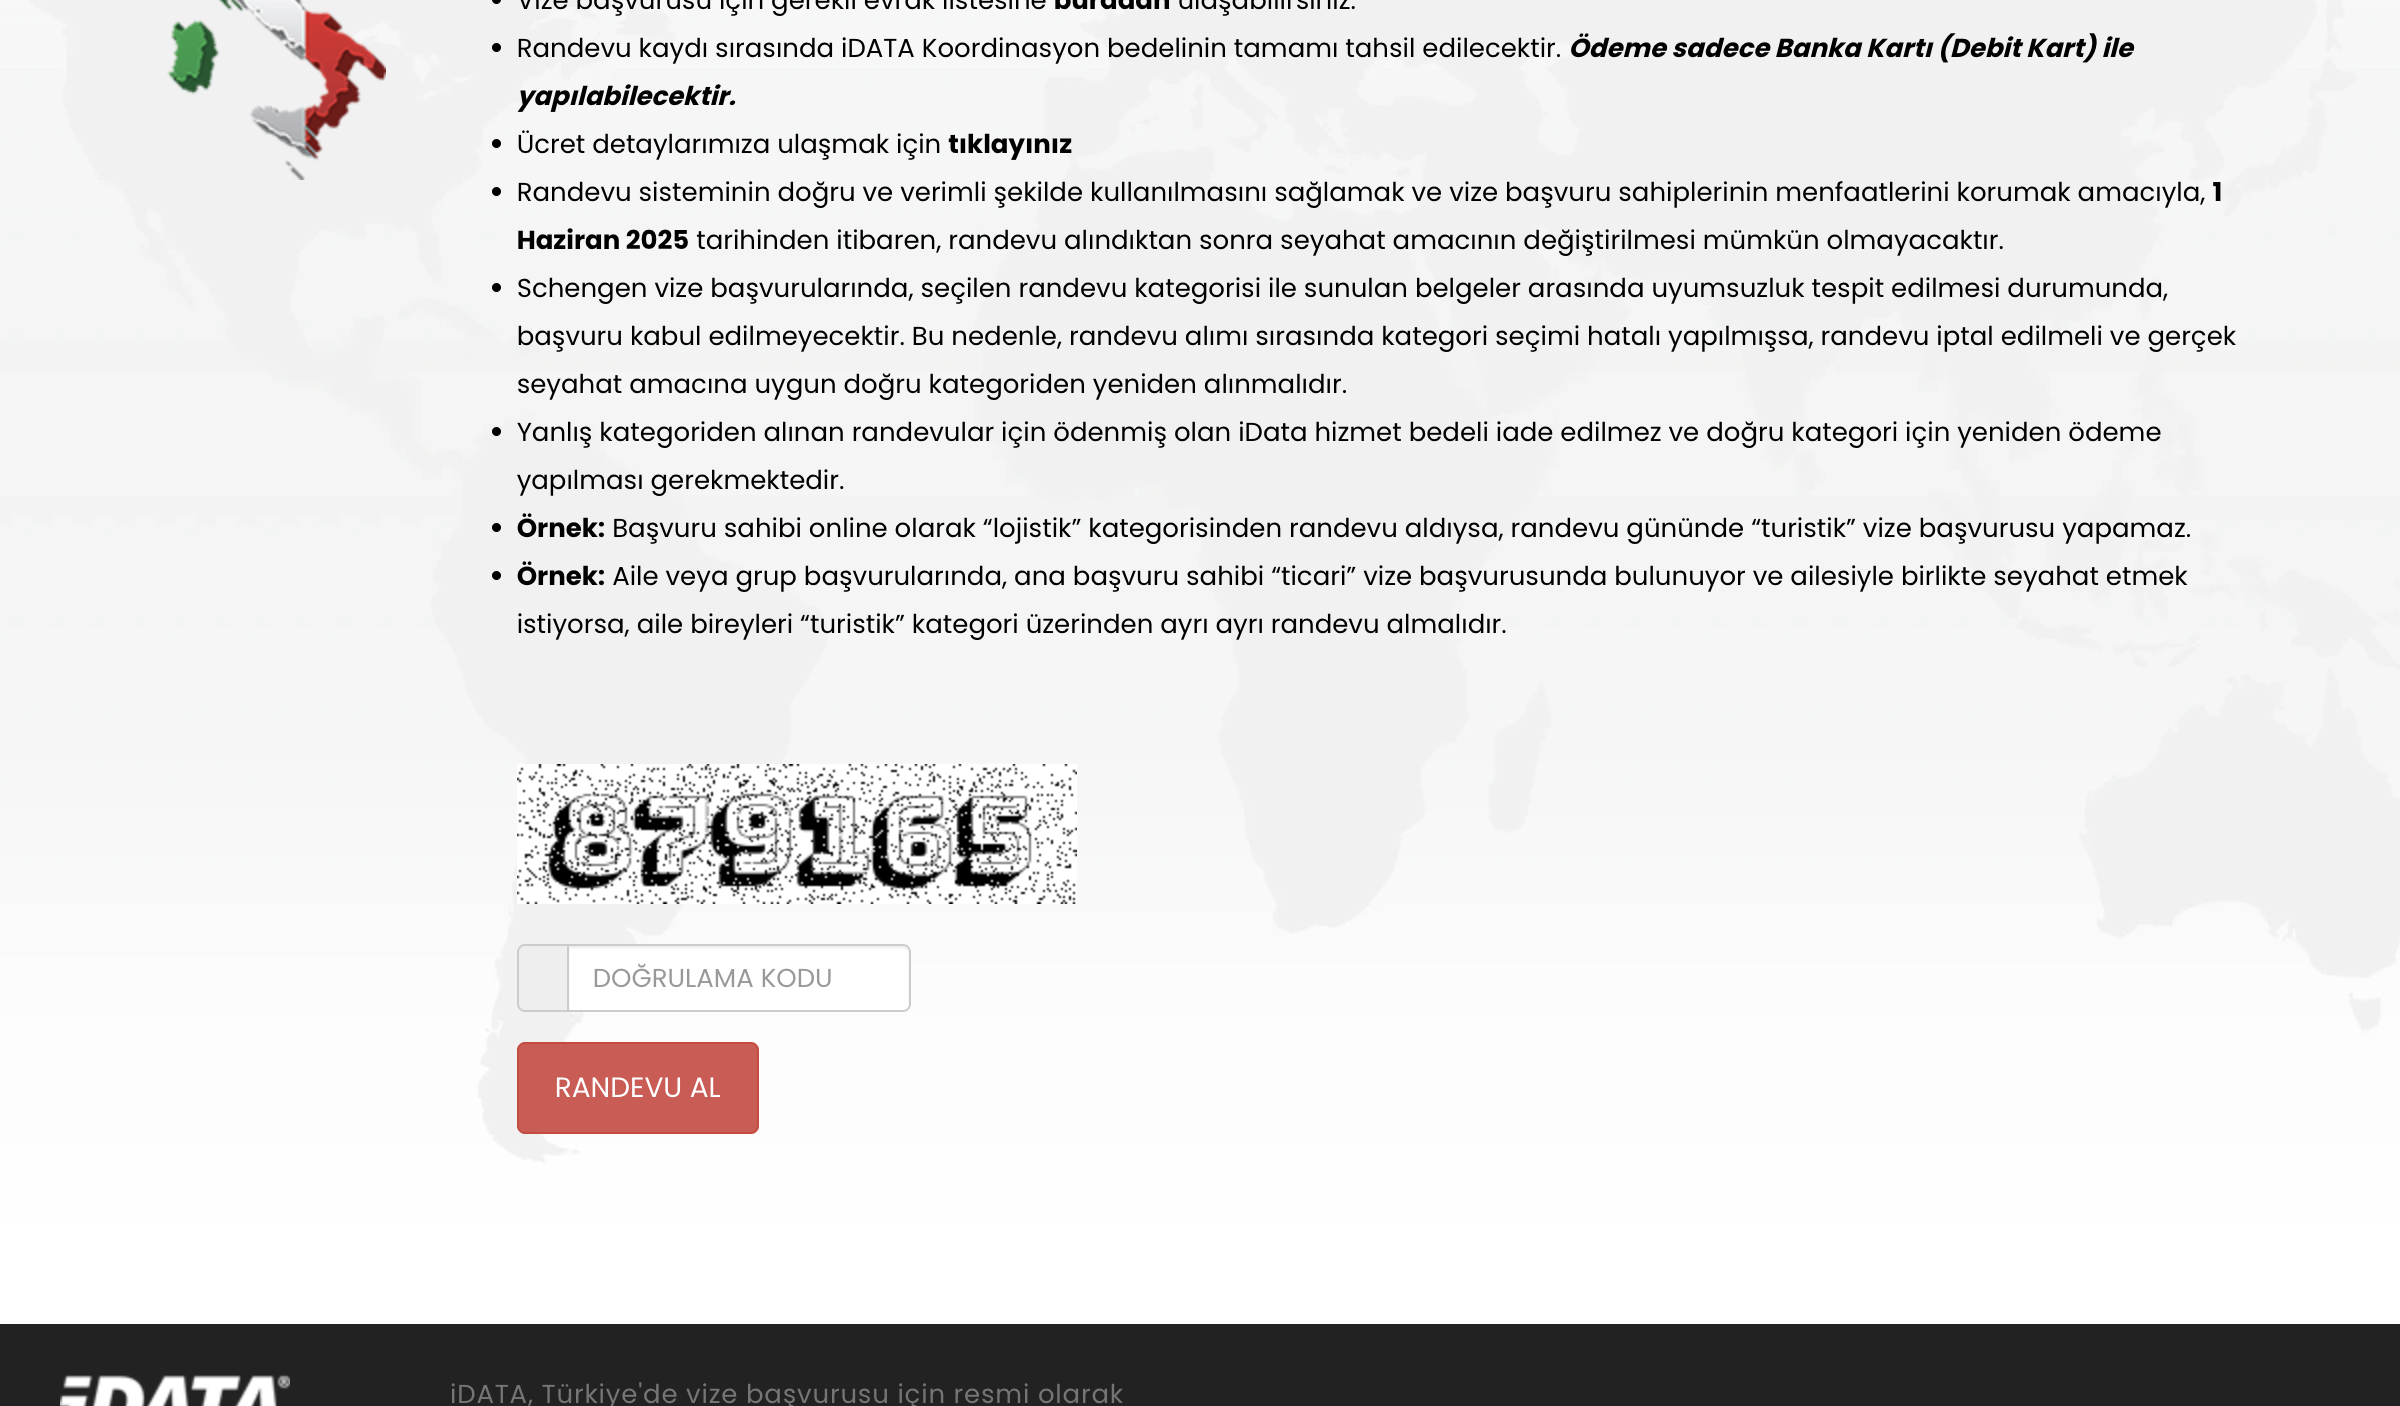 Vize başvurusu için gerekli evrak listesine buradan ulaşabilirsiniz.
Randevu kaydı sırasında iDATA Koordinasyon bedelinin tamamı tahsil edilecektir. Ödeme sadece Banka Kartı (Debit Kart) ile
yapılabilecektir.
Ücret detaylarımıza ulaşmak için tıklayınız
Randevu sisteminin doğru ve verimli şekilde kullanılmasını sağlamak ve vize başvuru sahiplerinin menfaatlerini korumak amacıyla, 1
Haziran 2025 tarihinden itibaren, randevu alındıktan sonra seyahat amacının değiştirilmesi mümkün olmayacaktır.
Schengen vize başvurularında, seçilen randevu kategorisi ile sunulan belgeler arasında uyumsuzluk tespit edilmesi durumunda,
başvuru kabul edilmeyecektir. Bu nedenle, randevu alımı sırasında kategori seçimi hatalı yapılmışsa, randevu iptal edilmeli ve gerçek
seyahat amacına uygun doğru kategoriden yeniden alınmalıdır.
Yanlış kategoriden alınan randevular için ödenmiş olan iData hizmet bedeli iade edilmez ve doğru kategori için yeniden ödeme
yapılması gerekmektedir.
Örnek: Başvuru sahibi online olarak “lojistik” kategorisinden randevu aldıysa, randevu gününde “turistik” vize başvurusu yapamaz.
Örnek: Aile veya grup başvurularında, ana başvuru sahibi “ticari” vize başvurusunda bulunuyor ve ailesiyle birlikte seyahat etmek
istiyorsa, aile bireyleri “turistik” kategori üzerinden ayrı ayrı randevu almalıdır.
879165
DOĞRULAMA KODU
RANDEVU AL
iDATA®
iDATA, Türkiye'de vize başvurusu için resmi olarak